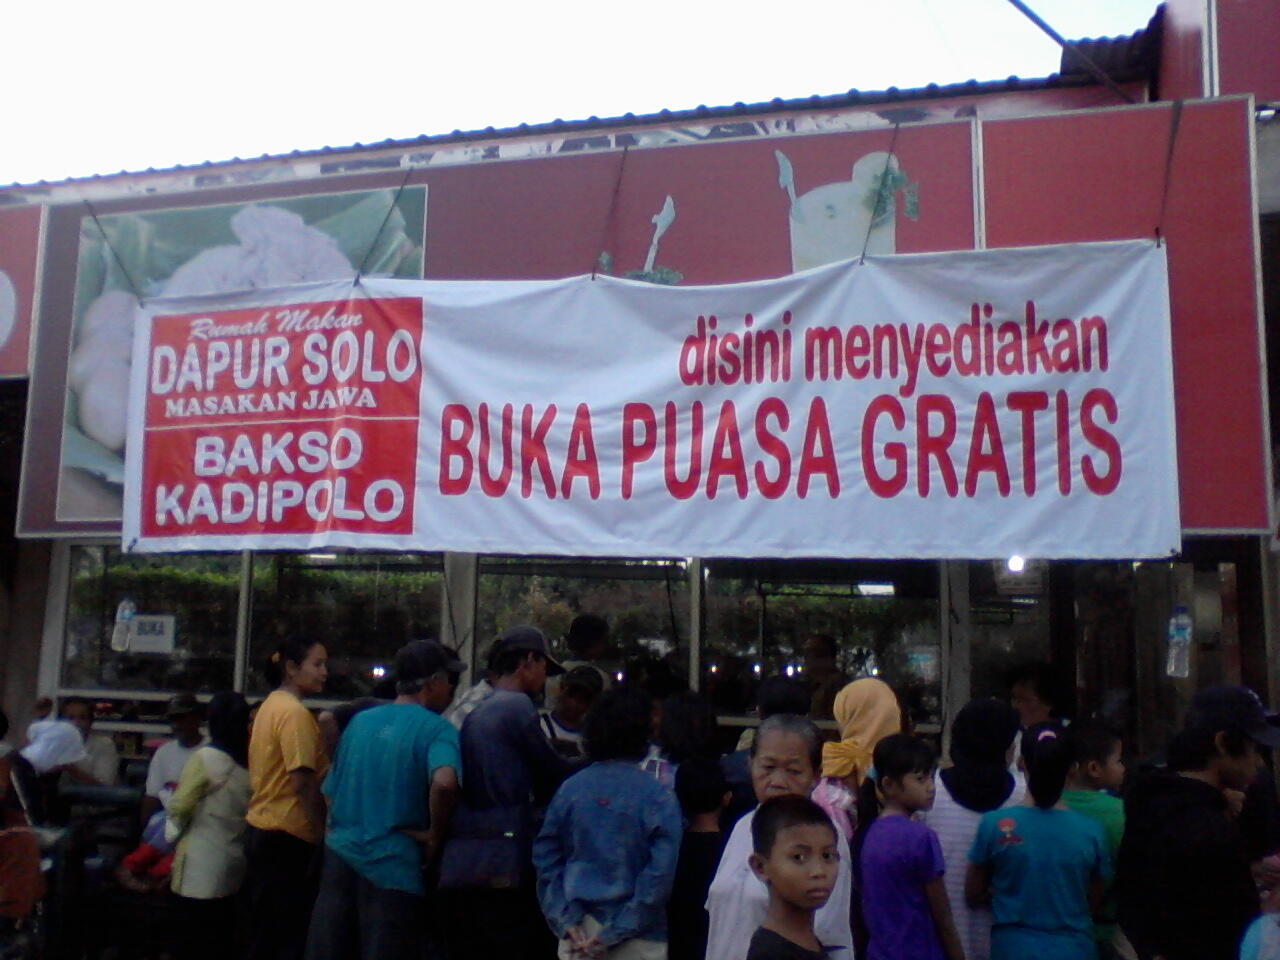 Rumah Makan
DAPUR SOLO
MASAKAN JAWA
BAKSO
KADIPOLO
disini menyediakan
BUKA PUASA GRATIS
BUKA